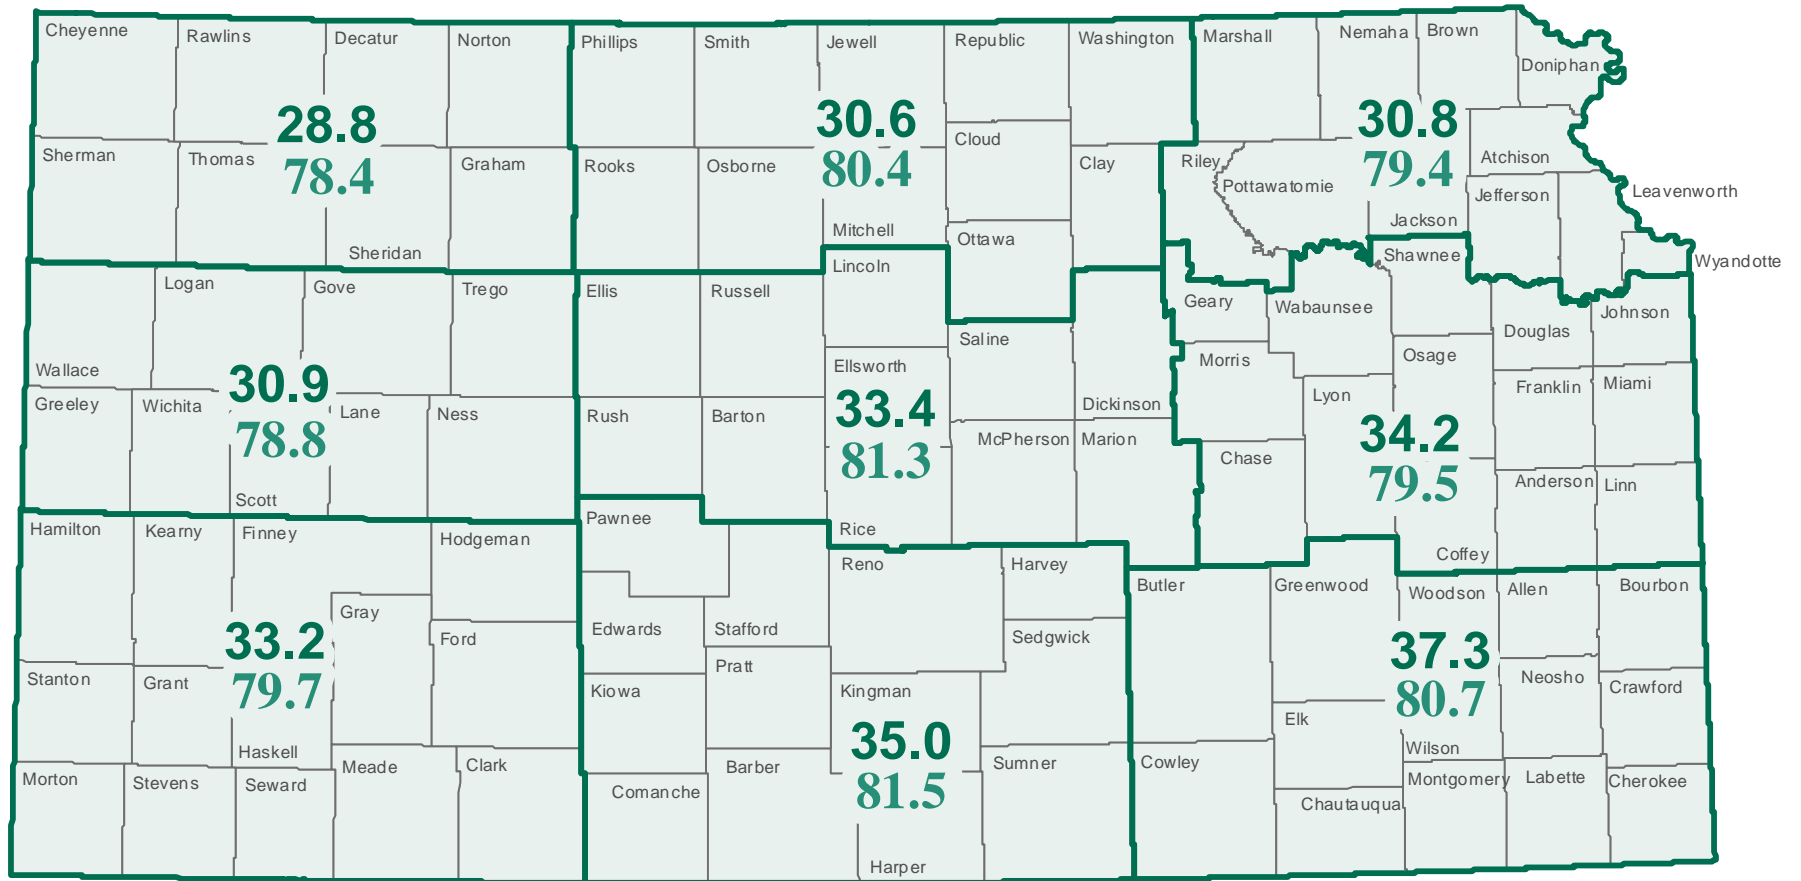 Cheyenne
Rawlins
Decatur
Norton
Phillips
Smith
Jewell
Republic
Washington
Marshall
Nemaha
Brown
Doniphan
28.8
78.4
30.6
80.4
30.8
79.4
Sherman
Thomas
Graham
Rooks
Osborne
Cloud
Clay
Riley
Pottawatomie
Atchison
Jefferson
Leavenworth
Sheridan
Mitchell
Ottawa
Jackson
Shawnee
Wyandotte
Logan
Gove
Trego
Ellis
Russell
Lincoln
Saline
Geary
Wabaunsee
Douglas
Johnson
Wallace
30.9
78.8
Ellsworth
33.4
81.3
Dickinson
Morris
Osage
Franklin
Miami
Greeley
Wichita
Lane
Ness
Rush
Barton
McPherson
Marion
Chase
Lyon
34.2
79.5
Anderson
Linn
Scott
Rice
Coffey
Hamilton
Kearny
Finney
Hodgeman
Pawnee
Reno
Harvey
Butler
Greenwood
Woodson
Allen
Bourbon
Gray
Ford
Edwards
Stafford
Sedgwick
33.2
79.7
37.3
80.7
Stanton
Grant
Kiowa
Pratt
Kingman
Elk
Neosho
Crawford
Haskell
35.0
81.5
Wilson
Morton
Stevens
Seward
Meade
Clark
Comanche
Barber
Sumner
Cowley
Chautauqua
Montgomery
Labette
Cherokee
Harper